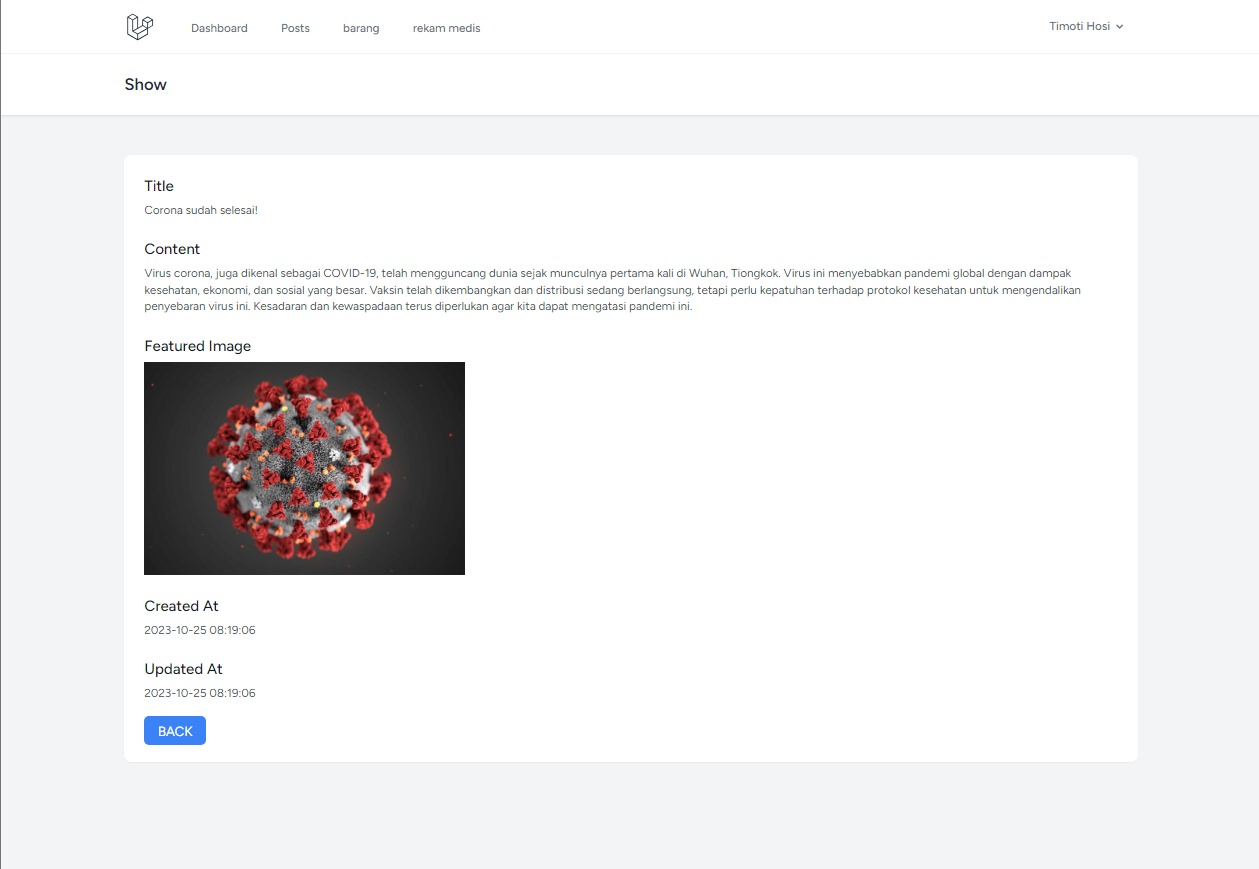 Dashboard Posts barang rekam medis Timoti Hosi
Show
Title
Corona sudah selesai!
Content
Virus corona, juga dikenal sebagai COVID-19, telah mengguncang dunia sejak munculnya pertama kali di Wuhan, Tiongkok. Virus ini menyebabkan pandemi global dengan dampak
kesehatan, ekonomi, dan sosial yang besar. Vaksin telah dikembangkan dan distribusi sedang berlangsung, tetapi perlu kepatuhan terhadap protokol kesehatan untuk mengendalikan
penyebaran virus ini. Kesadaran dan kewaspadaan terus diperlukan agar kita dapat mengatasi pandemi ini.
Featured Image
Created At
2023-10-25 08:19:06
Updated At
2023-10-25 08:19:06
BACK